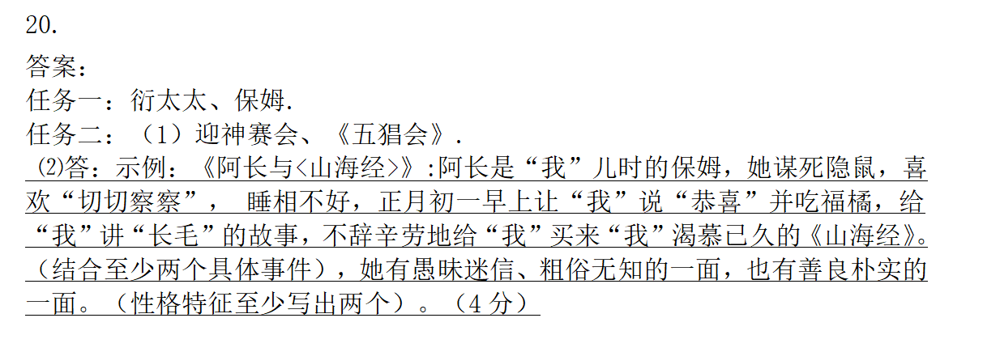 20.
答案：
任务一：衍太太、保姆.
任务二：（1）迎神赛会、《五猖会》.
⑵答：示例：《阿长与<山海经>》:阿长是“我”儿时的保姆，她谋死隐鼠，喜
欢“切切察察”， 睡相不好，正月初一早上让“我”说“恭喜”并吃福橘，给
“我”讲“长毛”的故事，不辞辛劳地给“我”买来“我”渴慕已久的《山海经》。
（结合至少两个具体事件），她有愚昧迷信、粗俗无知的一面，也有善良朴实的
一面。（性格特征至少写出两个）。（4 分）